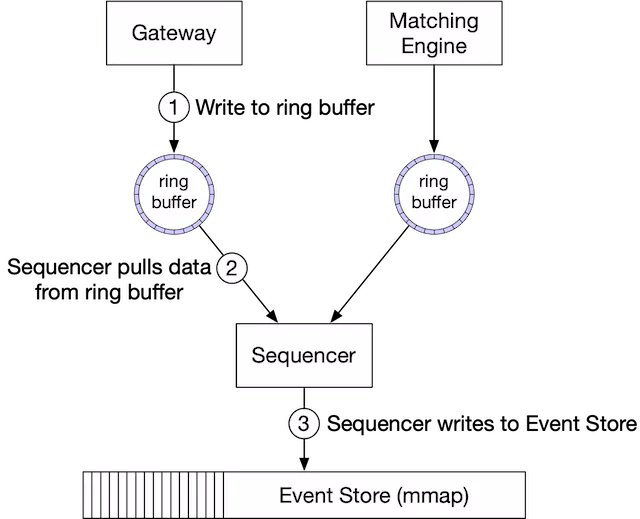 Gateway
Matching
Engine
1 Write to ring buffer
ring
buffer
ring
buffer
Sequencer pulls data 2
from ring buffer
Sequencer
3 Sequencer writes to Event Store
Event Store (mmap)